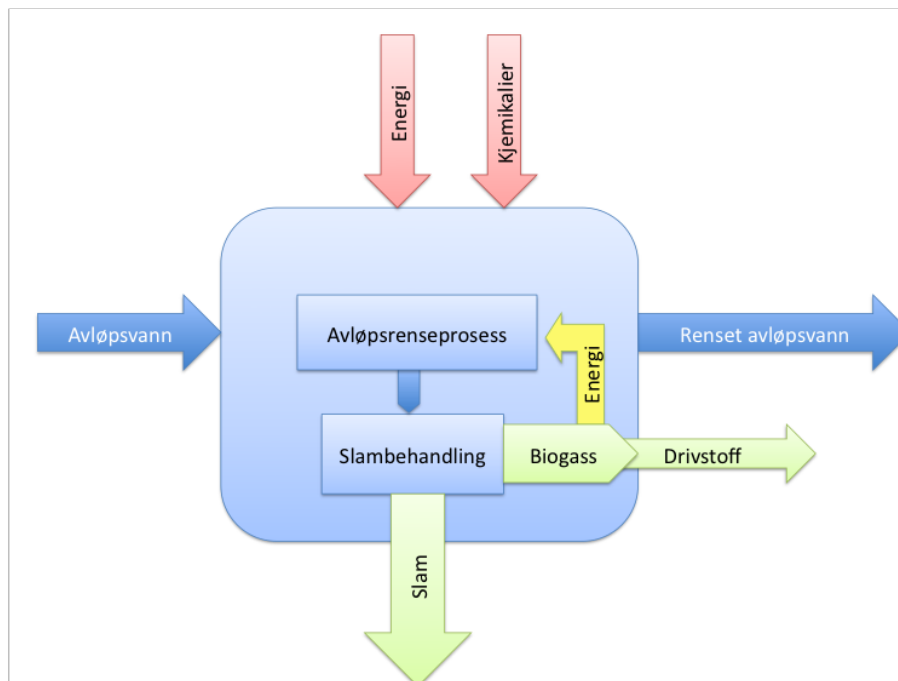 Energi
Kjemikalier
Avløpsvann
Avløpsrenseprosess
Renset avløpsvann
Energi
Slambehandling
Biogass
Drivstoff
Slam